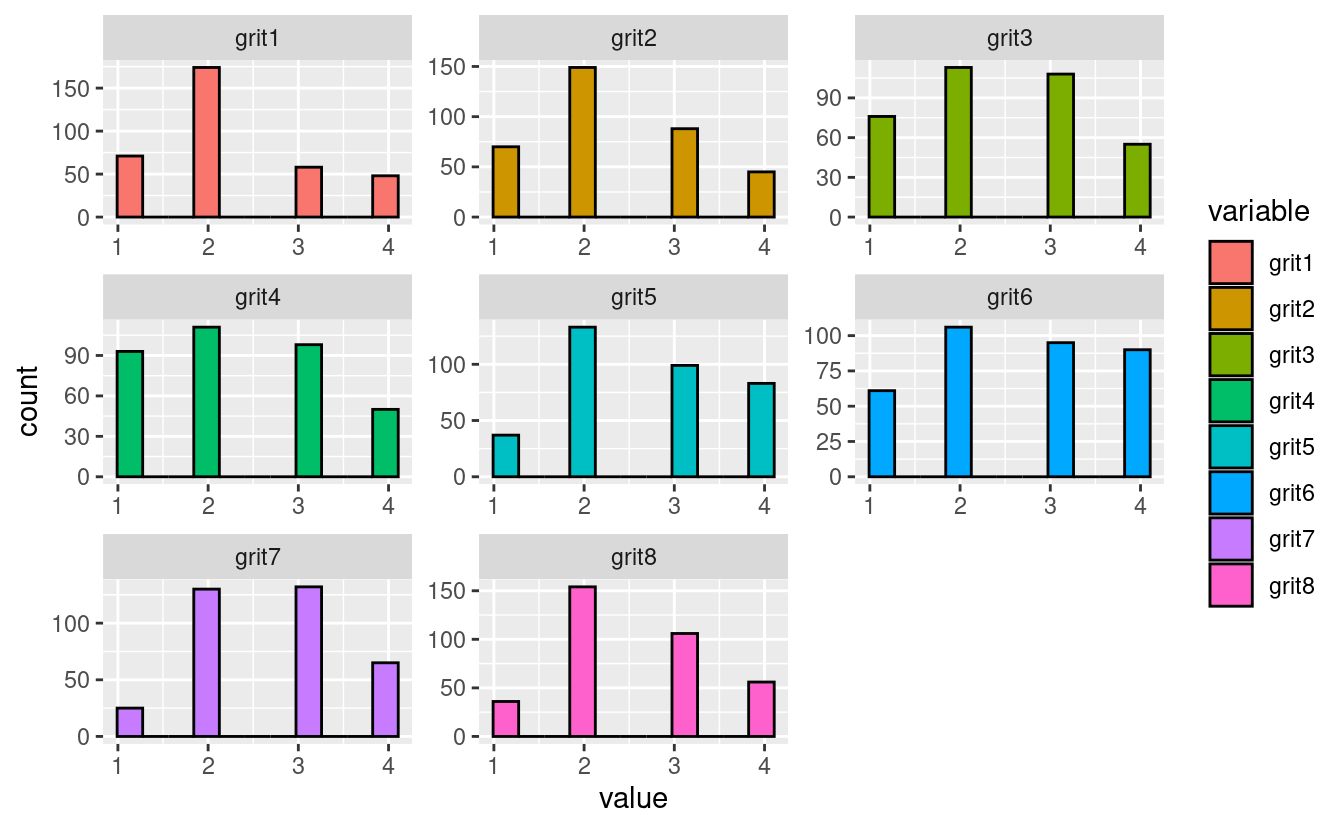 grit1 grit2 grit3
150
100
50
0
150
100
50
0
90
60
30
0
1 2 3 4 1 2 3 4 1 2 3 4
grit4 grit5 grit6
90
60
30
0
100
50
0
100
75
50
25
0
1 2 3 4 1 2 3 4 1 2 3 4
grit7 grit8
100
50
0
150
100
50
0
1 2 3 4 1 2 3 4
count
value
variable
grit1
grit2
grit3
grit4
grit5
grit6
grit7
grit8